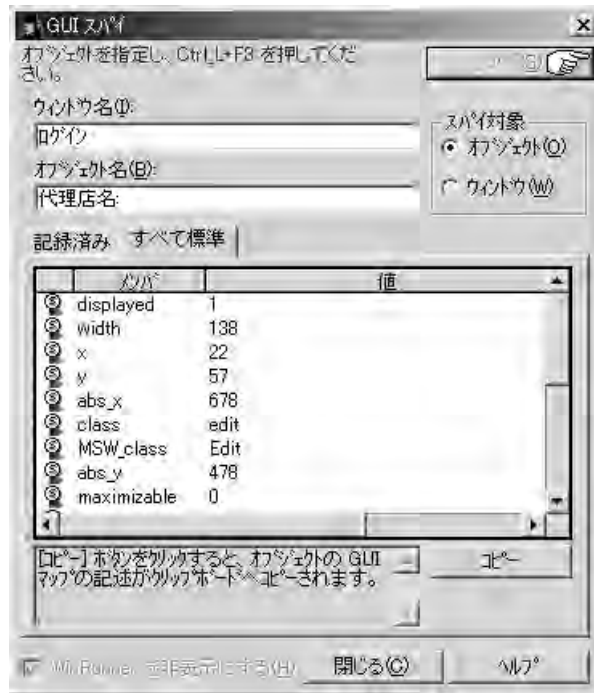 GUI スパイ
オブジェクトを指定し、Ctrl_L+F3 を押してくだ
さい。
ウィンドウ名(I):
ログイン
オブジェクト名(B):
代理店名:
スパイ対象
オブジェクト(O)
ウィンドウ(W)
記録済み すべて標準
メンバ 値
displayed 1
width 138
x 22
y 57
abs_x 678
class edit
MSW_class Edit
abs_y 478
maximizable 0
[コピー] ボタンをクリックすると、オブジェクトの GUI
マップの記述がクリップボードへコピーされます。
コピー
WinRunner を非表示にする(H)
閉じる(C)
ヘルプ